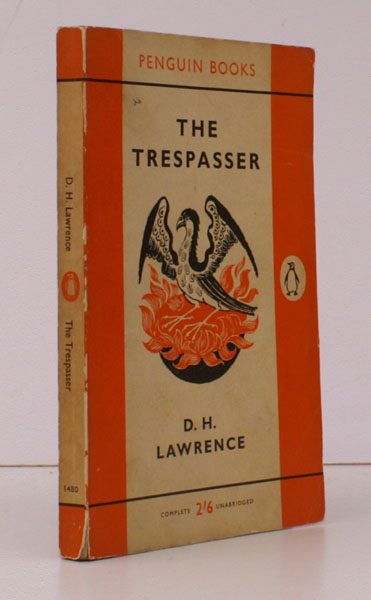 PENGUIN BOOKS
THE
TRESPASSER
D. H.
LAWRENCE
COMPLETE 2'6 UNABRIDGED
D. H. Lawrence
The Trespasser
1480